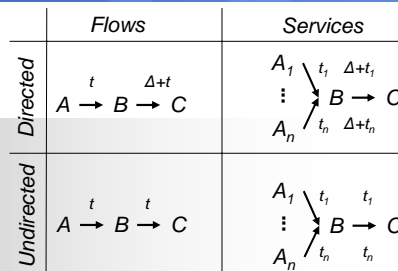 Flows Services
Directed
t Δ+t
A → B → C
A₁ t₁ Δ+t₁
⋮ B → C
Aₙ tₙ Δ+tₙ
Undirected
t t
A → B → C
A₁ t₁ t₁
⋮ B → C
Aₙ tₙ tₙ